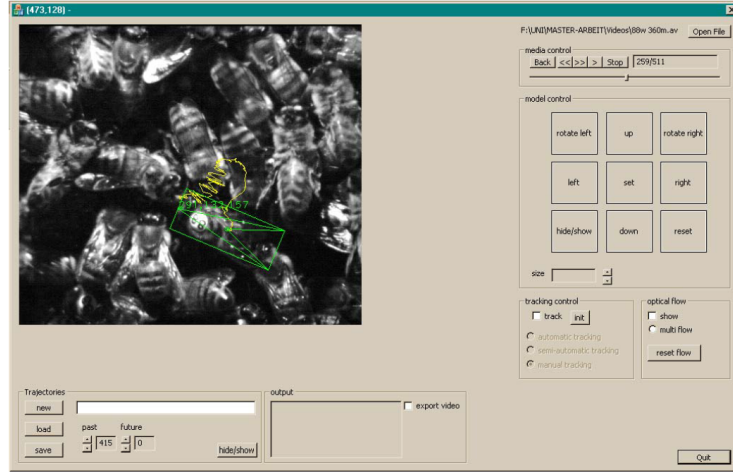 (473,128) -
F:\UNI\MASTER-ARBEIT\Videos\88w 360m.av Open File
media control
Back << >> > Stop 259/511
model control
rotate left up rotate right
left set right
hide/show down reset
size
tracking control
track init
automatic tracking
semi-automatic tracking
manual tracking
optical flow
show
multi flow
reset flow
Trajectories
new
load past future
save 415 0 hide/show
output
export video
Quit